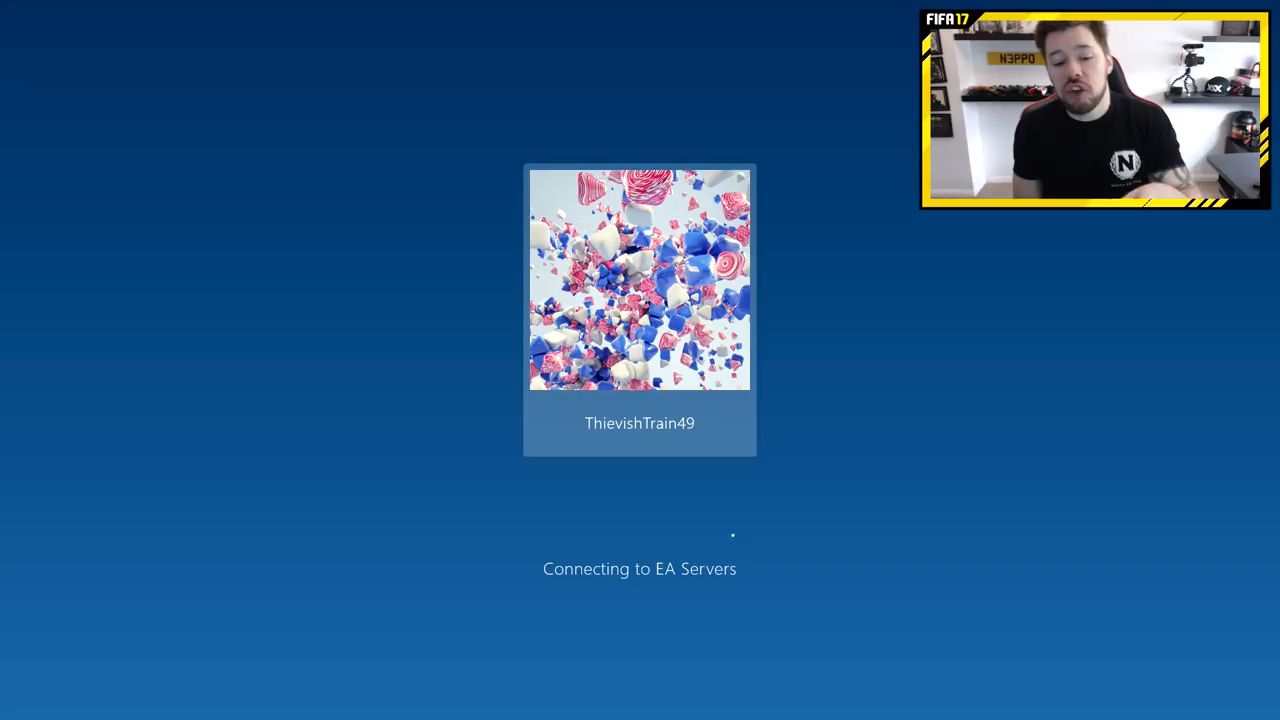 FIFA 17
N3PPO
N
ThievishTrain49
Connecting to EA Servers